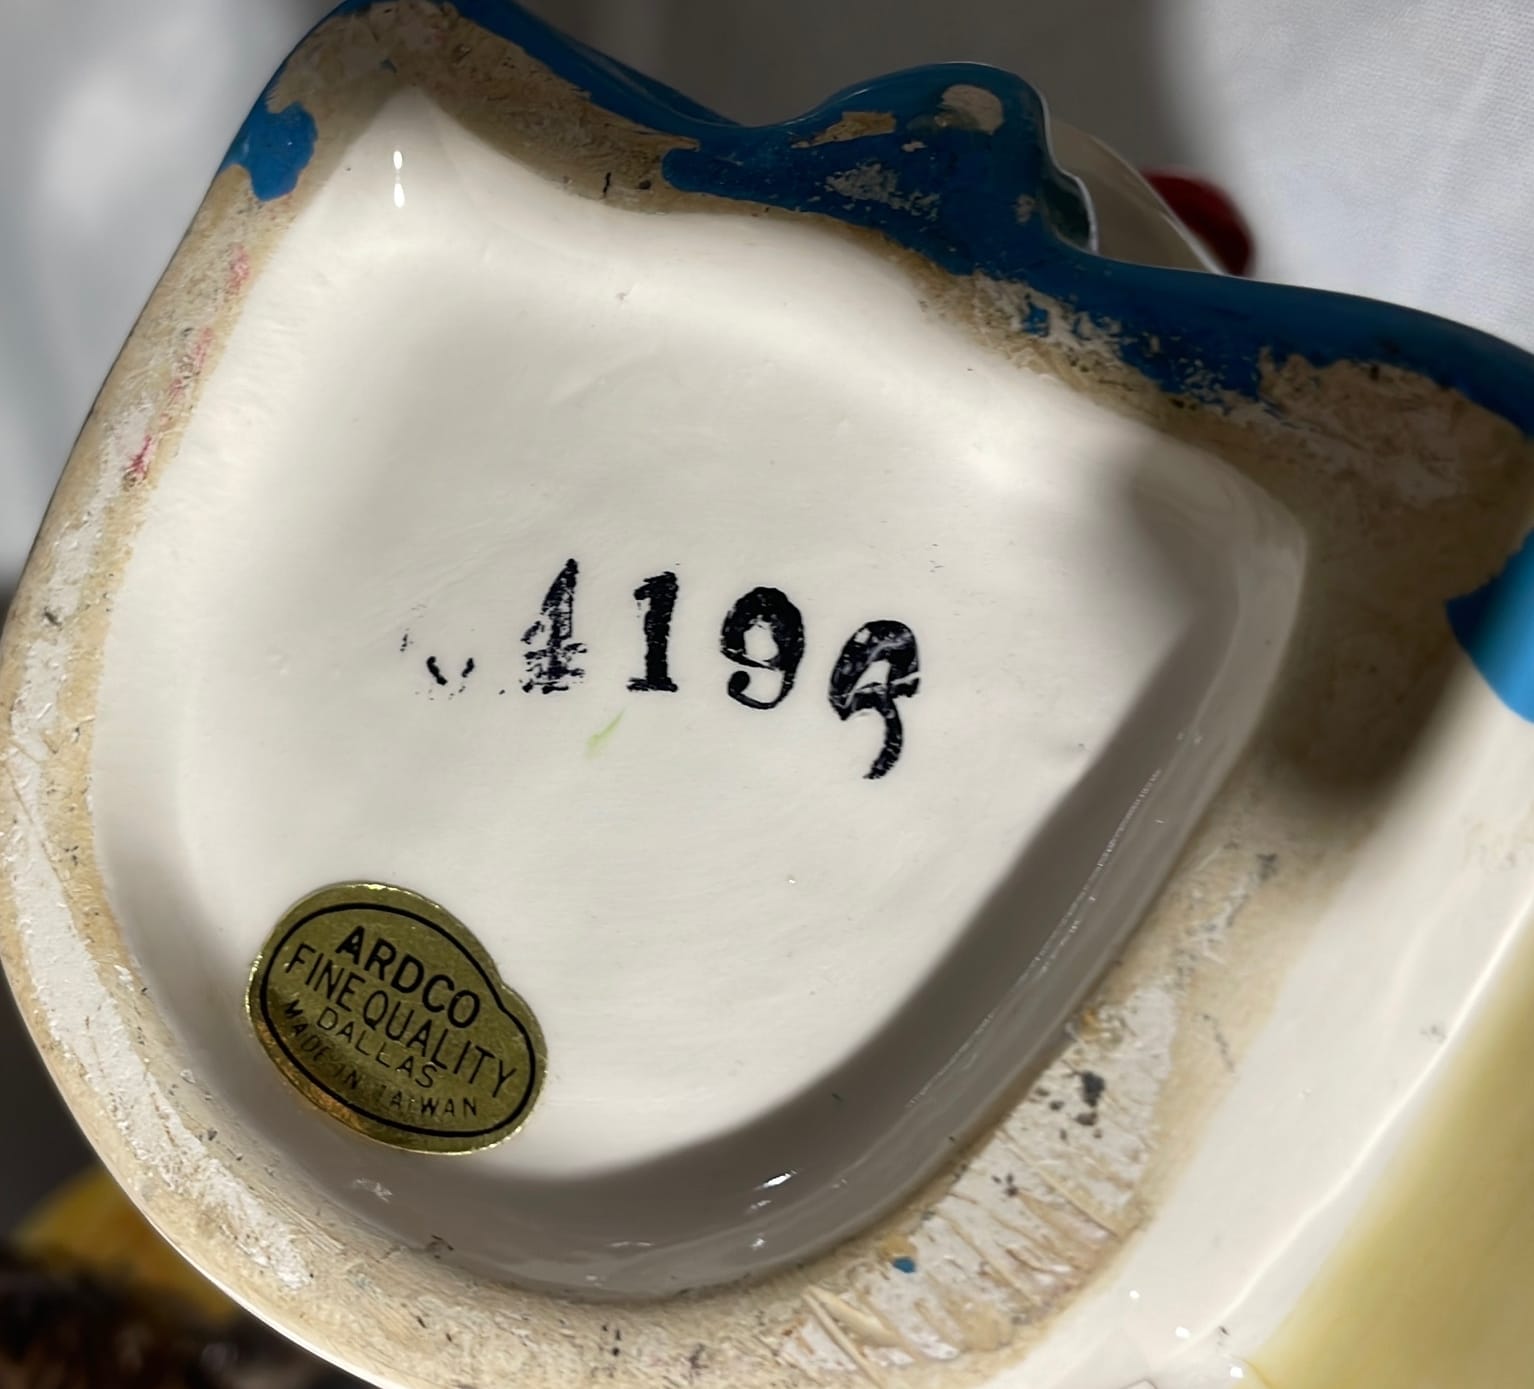 4199
ARDCO
FINE QUALITY
DALLAS
MADE IN TAIWAN